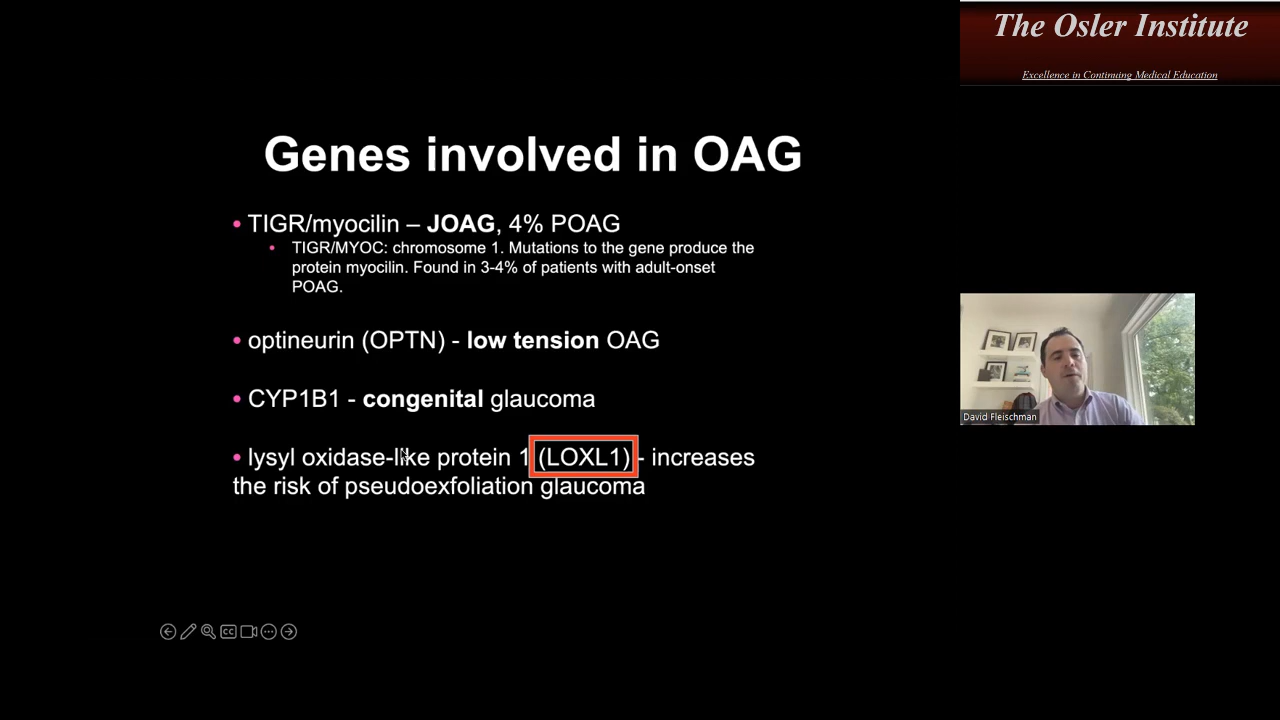 The Osler Institute
Excellence in Continuing Medical Education
Genes involved in OAG
• TIGR/myocilin – JOAG, 4% POAG
• TIGR/MYOC: chromosome 1. Mutations to the gene produce the
protein myocilin. Found in 3-4% of patients with adult-onset
POAG.
• optineurin (OPTN) - low tension OAG
• CYP1B1 - congenital glaucoma
• lysyl oxidase-like protein 1 (LOXL1) - increases
the risk of pseudoexfoliation glaucoma
David Fleischman
CC